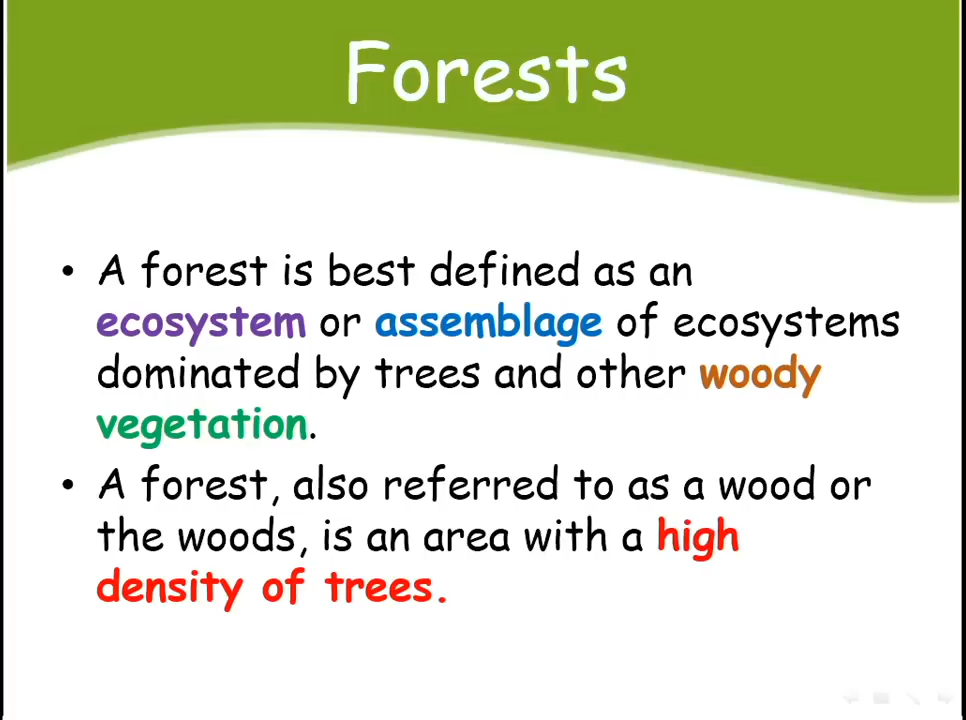 Forests
• A forest is best defined as an
ecosystem or assemblage of ecosystems
dominated by trees and other woody
vegetation.
• A forest, also referred to as a wood or
the woods, is an area with a high
density of trees.